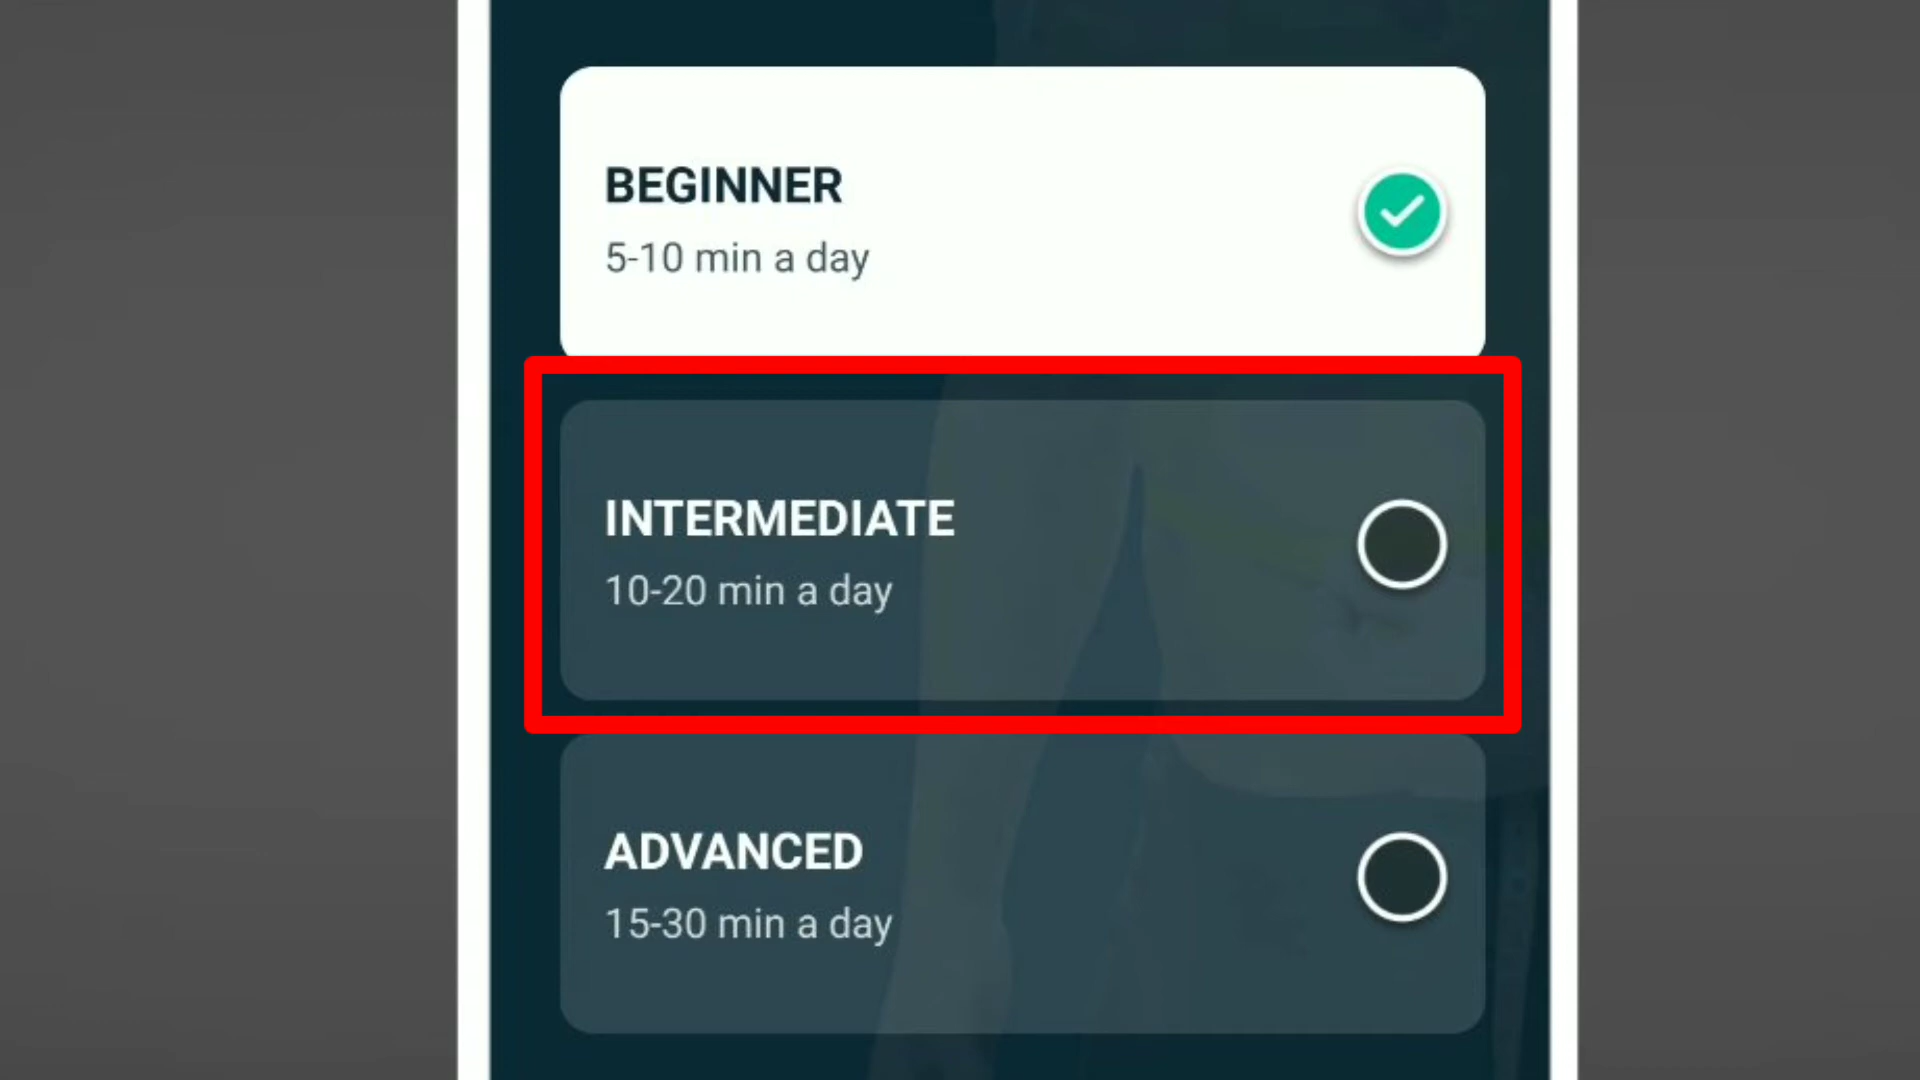 BEGINNER
5-10 min a day
INTERMEDIATE
10-20 min a day
ADVANCED
15-30 min a day